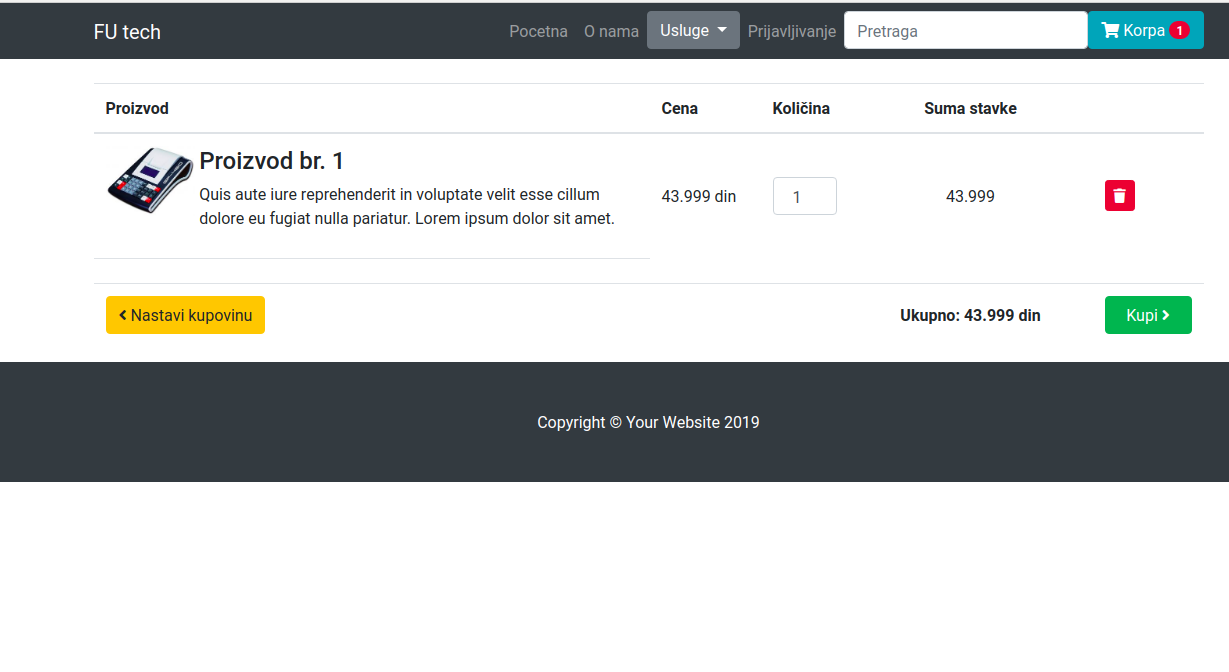 FU tech Pocetna O nama Usluge Prijavljivanje Pretraga Korpa 1
Proizvod Cena Količina Suma stavke
Proizvod br. 1
Quis aute iure reprehenderit in voluptate velit esse cillum
dolore eu fugiat nulla pariatur. Lorem ipsum dolor sit amet.
43.999 din 1 43.999
Nastavi kupovinu Ukupno: 43.999 din Kupi
Copyright © Your Website 2019